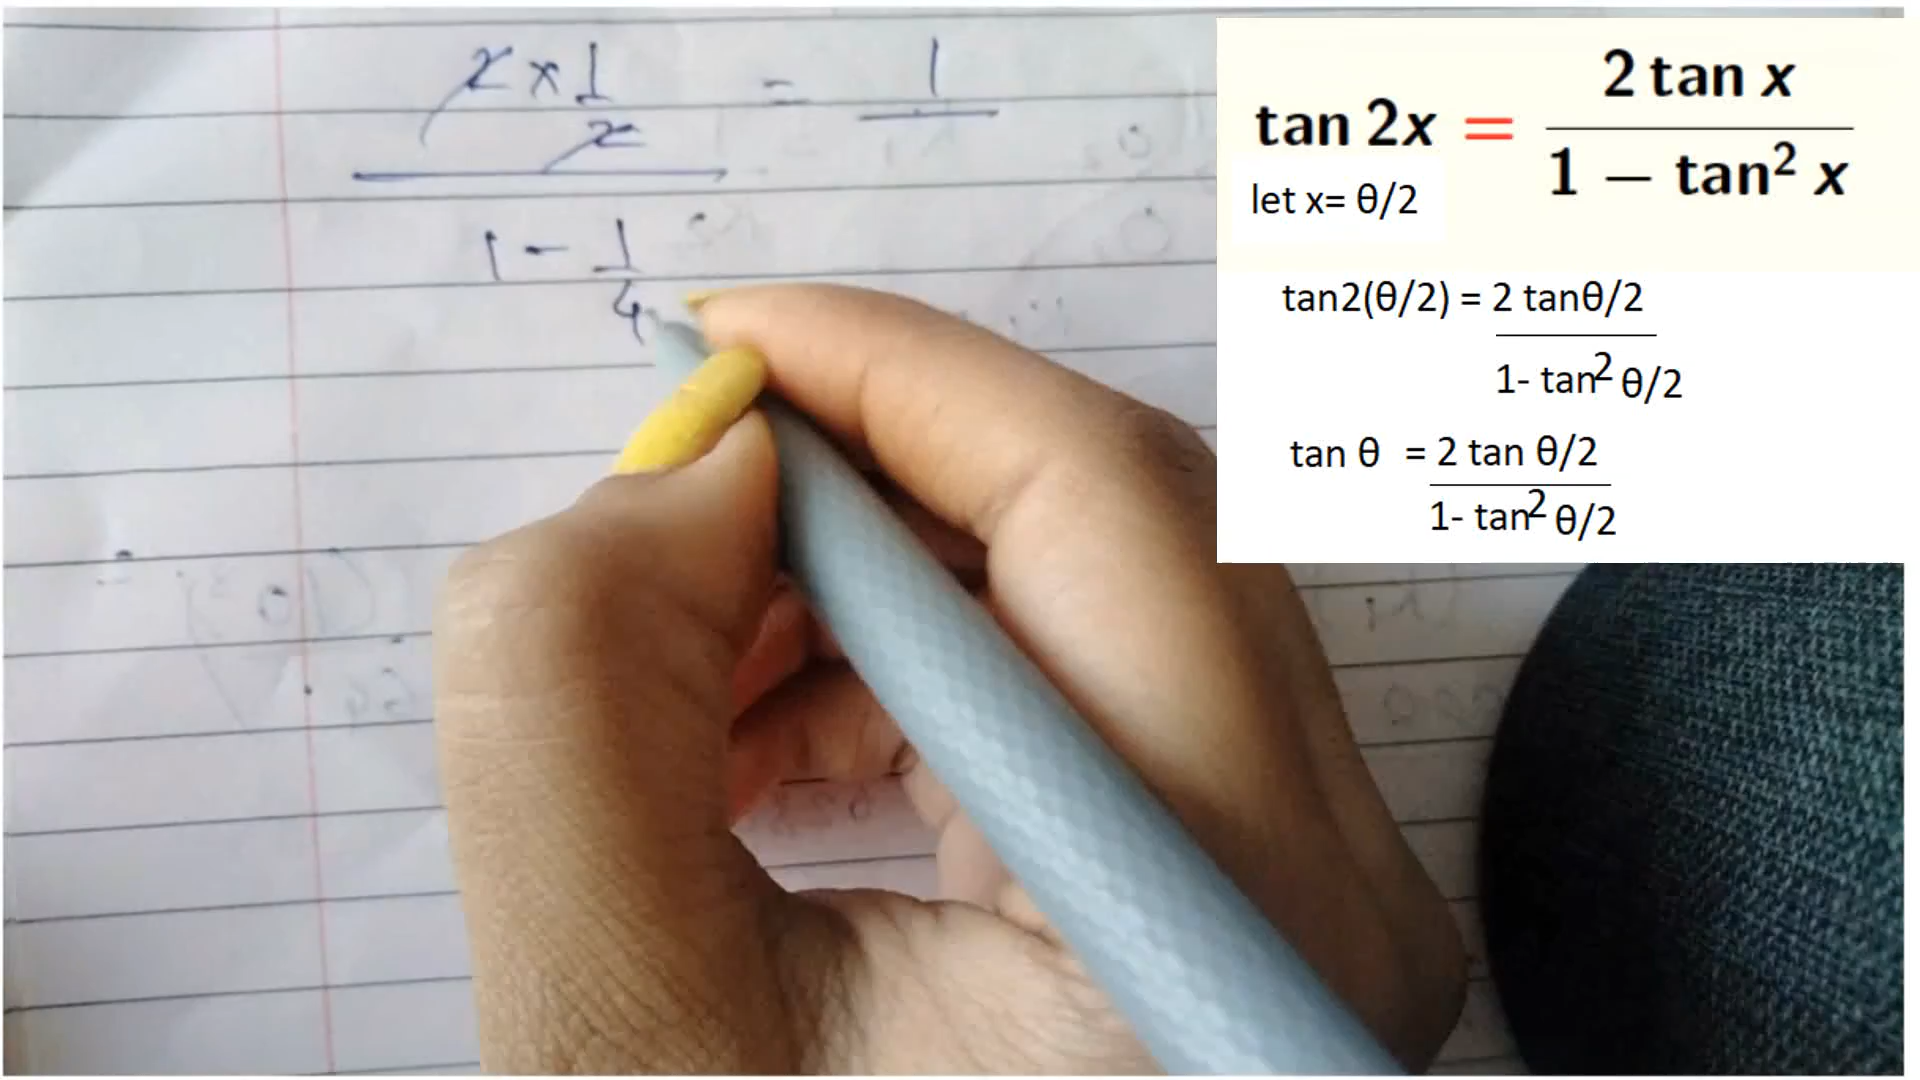 2 x 1 = 1
2
1 - 1
4
tan 2x = 2 tan x
1 – tan² x
let x= θ/2
tan2(θ/2) = 2 tanθ/2
1- tan² θ/2
tan θ = 2 tan θ/2
1- tan² θ/2